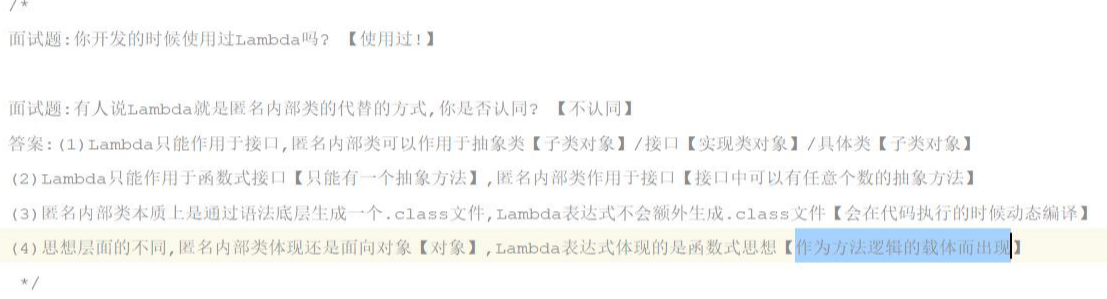 /*
面试题:你开发的时候使用过Lambda吗? 【使用过!】
面试题:有人说Lambda就是匿名内部类的代替的方式,你是否认同? 【不认同】
答案:(1)Lambda只能作用于接口,匿名内部类可以作用于抽象类【子类对象】/接口【实现类对象】/具体类【子类对象】
(2)Lambda只能作用于函数式接口【只能有一个抽象方法】,匿名内部类作用于接口【接口中可以有任意个数的抽象方法】
(3)匿名内部类本质上是通过语法底层生成一个.class文件,Lambda表达式不会额外生成.class文件【会在代码执行的时候动态编译】
(4)思想层面的不同,匿名内部类体现还是面向对象【对象】,Lambda表达式体现的是函数式思想【作为方法逻辑的载体而出现】
*/